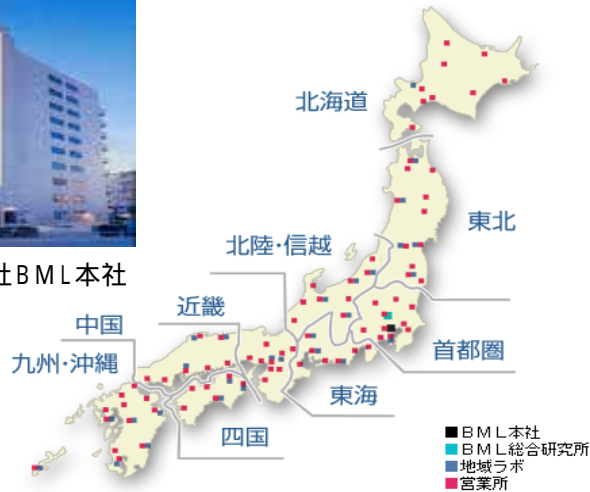 社BML本社
北海道
東北
北陸・信越
近畿
中国
九州・沖縄
首都圏
東海
四国
BML本社
BML総合研究所
地域ラボ
営業所